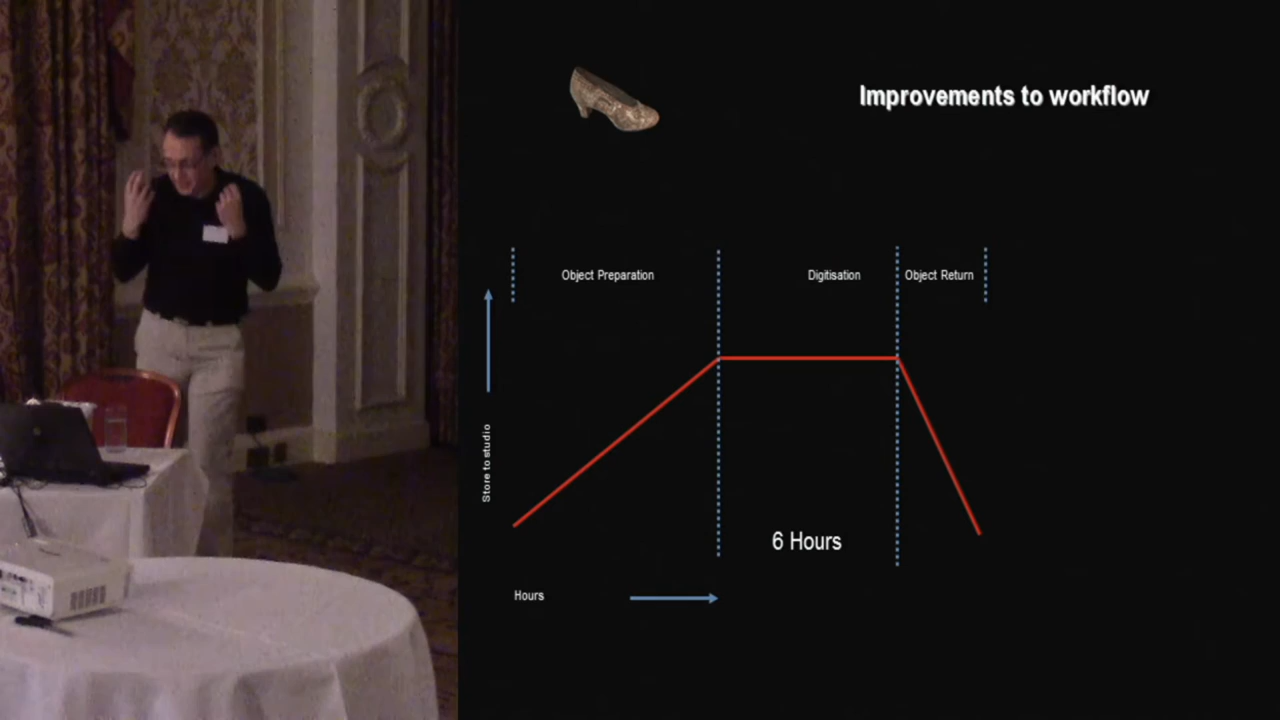 Improvements to workflow
Object Preparation
Digitisation
Object Return
Store to studio
6 Hours
Hours